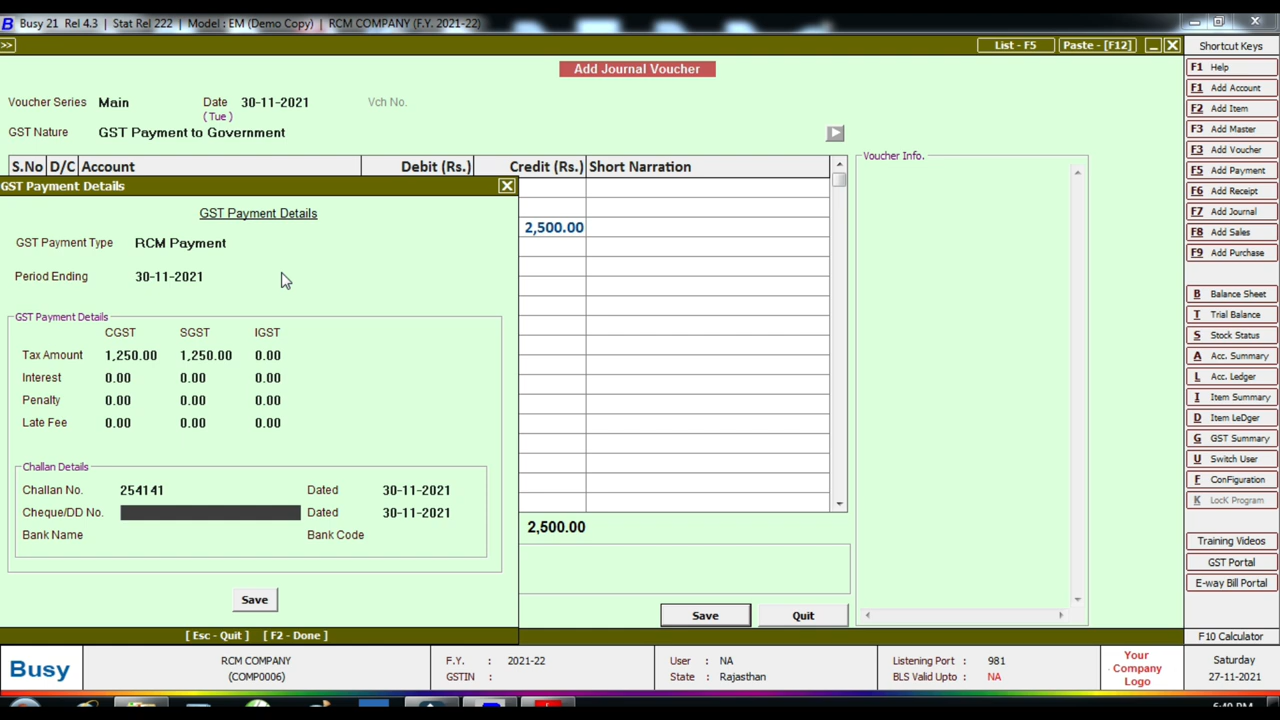 Busy 21 Rel 4.3 | Stat Rel 222 | Model : EM (Demo Copy) | RCM COMPANY (F.Y. 2021-22)
>> List - F5 Paste - [F12]
Add Journal Voucher
Voucher Series Main Date 30-11-2021 Vch No.
( Tue )
GST Nature GST Payment to Government
S.No D/C Account Debit (Rs.) Credit (Rs.) Short Narration
2,500.00
2,500.00
Save Quit
Voucher Info.
GST Payment Details
GST Payment Details
GST Payment Type RCM Payment
Period Ending 30-11-2021
GST Payment Details
CGST SGST IGST
Tax Amount 1,250.00 1,250.00 0.00
Interest 0.00 0.00 0.00
Penalty 0.00 0.00 0.00
Late Fee 0.00 0.00 0.00
Challan Details
Challan No. 254141 Dated 30-11-2021
Cheque/DD No. Dated 30-11-2021
Bank Name Bank Code
Save
[ Esc - Quit ] [ F2 - Done ]
Shortcut Keys
F1 Help
F1 Add Account
F2 Add Item
F3 Add Master
F3 Add Voucher
F5 Add Payment
F6 Add Receipt
F7 Add Journal
F8 Add Sales
F9 Add Purchase
B Balance Sheet
T Trial Balance
S Stock Status
A Acc. Summary
L Acc. Ledger
I Item Summary
D Item LeDger
G GST Summary
U Switch User
F ConFiguration
K LocK Program
Training Videos
GST Portal
E-way Bill Portal
F10 Calculator
Busy
RCM COMPANY
(COMP0006)
F.Y. : 2021-22
GSTIN :
User : NA
State : Rajasthan
Listening Port : 981
BLS Valid Upto : NA
Your
Company
Logo
Saturday
27-11-2021